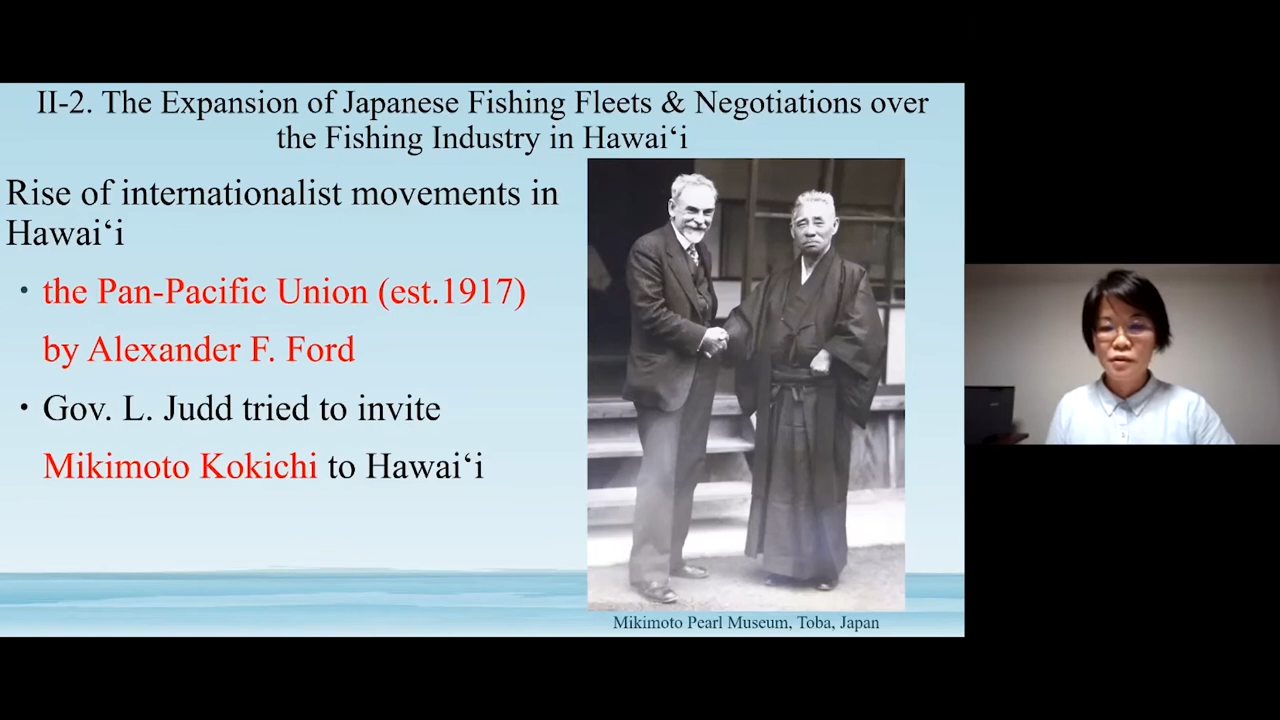 II-2. The Expansion of Japanese Fishing Fleets & Negotiations over
the Fishing Industry in Hawai‘i
Rise of internationalist movements in
Hawai‘i
• the Pan-Pacific Union (est.1917)
by Alexander F. Ford
• Gov. L. Judd tried to invite
Mikimoto Kokichi to Hawai‘i
Mikimoto Pearl Museum, Toba, Japan